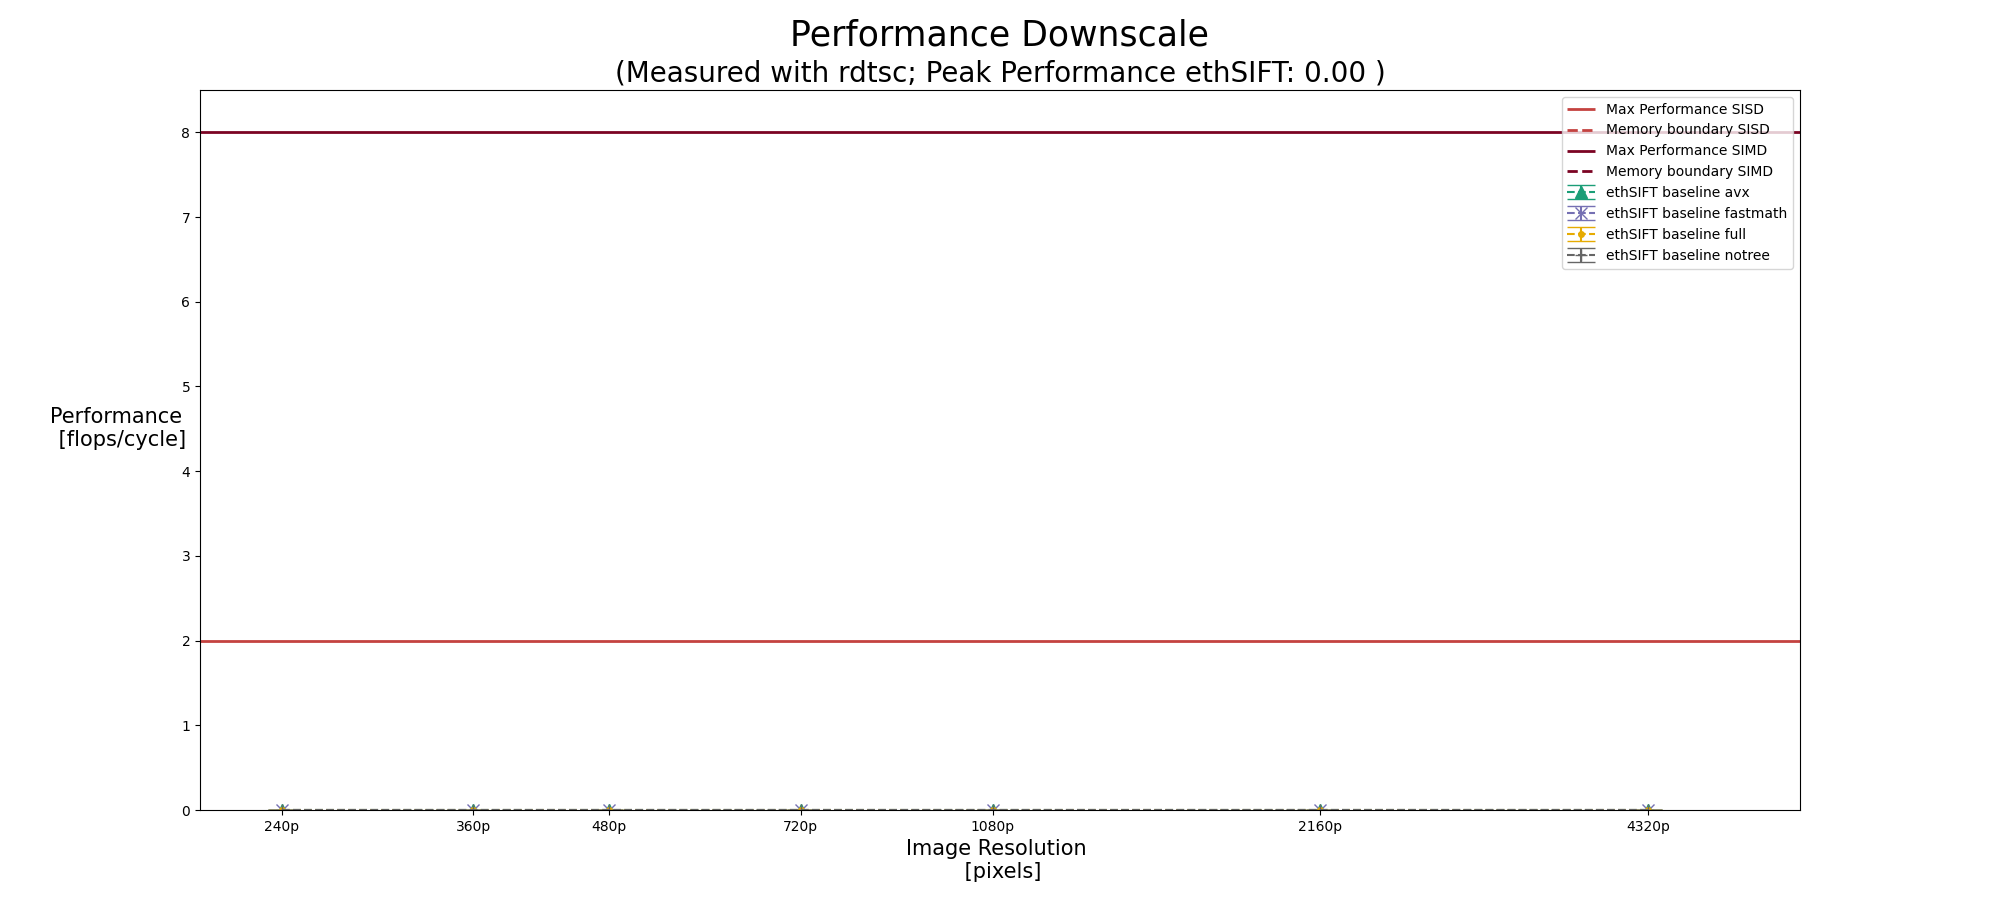 Performance Downscale
(Measured with rdtsc; Peak Performance ethSIFT: 0.00 )
Max Performance SISD
Memory boundary SISD
Max Performance SIMD
Memory boundary SIMD
ethSIFT baseline avx
ethSIFT baseline fastmath
ethSIFT baseline full
ethSIFT baseline notree
8
7
6
5
4
3
2
1
0
Performance
[flops/cycle]
240p 360p 480p 720p 1080p 2160p 4320p
Image Resolution
[pixels]